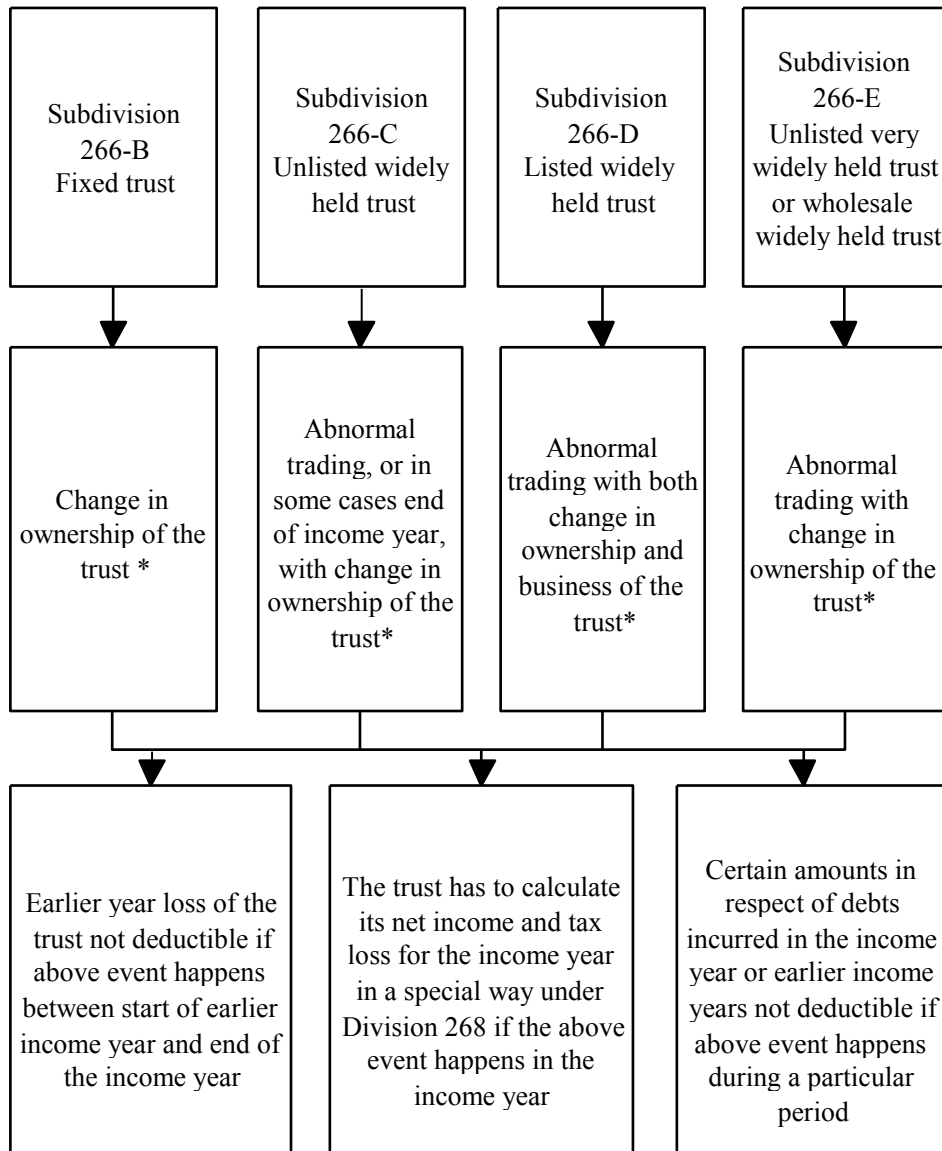 Subdivision
266-B
Fixed trust
Subdivision
266-C
Unlisted widely
held trust
Subdivision
266-D
Listed widely
held trust
Subdivision
266-E
Unlisted very
widely held trust
or wholesale
widely held trust
Change in
ownership of the
trust *
Abnormal
trading, or in
some cases end
of income year,
with change in
ownership of the
trust*
Abnormal
trading with both
change in
ownership and
business of the
trust*
Abnormal
trading with
change in
ownership of the
trust*
Earlier year loss of the
trust not deductible if
above event happens
between start of earlier
income year and end of
the income year
The trust has to calculate
its net income and tax
loss for the income year
in a special way under
Division 268 if the above
event happens in the
income year
Certain amounts in
respect of debts
incurred in the income
year or earlier income
years not deductible if
above event happens
during a particular
period